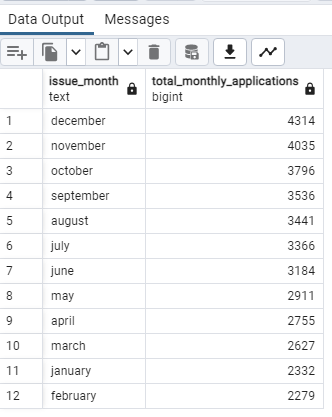 Data Output Messages
issue_month total_monthly_applications
text bigint
1 december 4314
2 november 4035
3 october 3796
4 september 3536
5 august 3441
6 july 3366
7 june 3184
8 may 2911
9 april 2755
10 march 2627
11 january 2332
12 february 2279